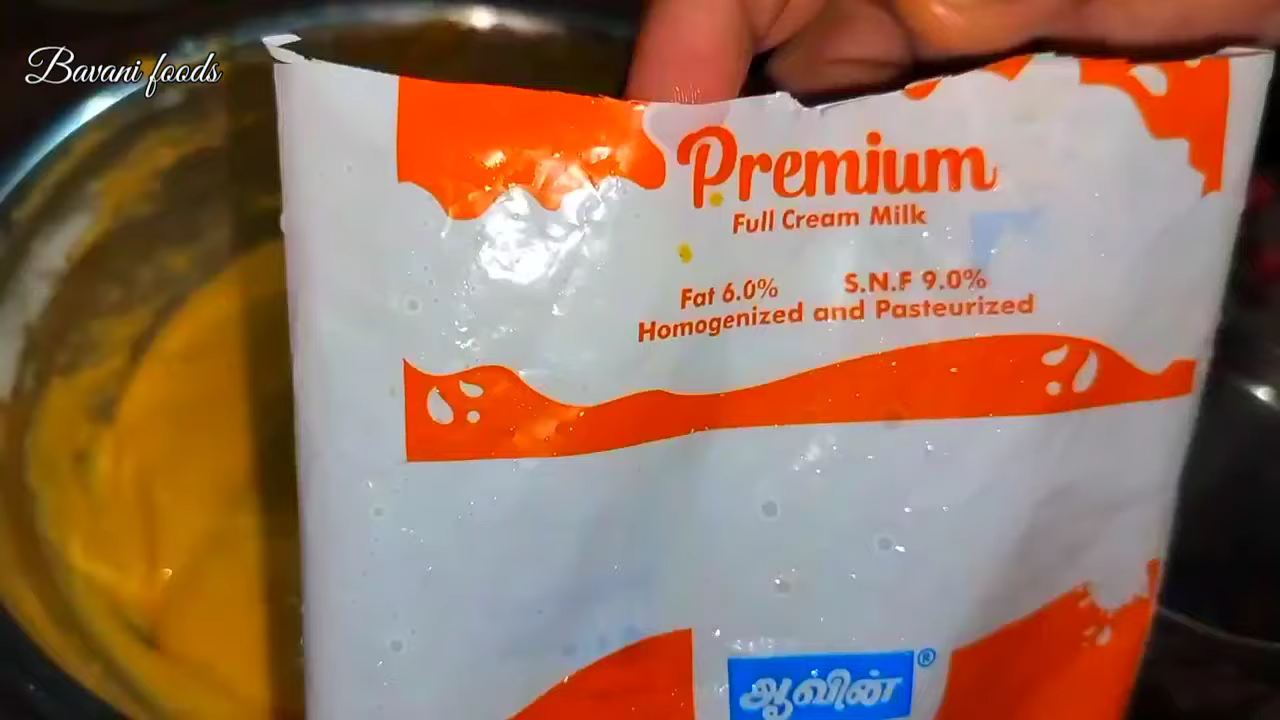 Bavani foods
Premium
Full Cream Milk
Fat 6.0% S.N.F 9.0%
Homogenized and Pasteurized
ஆவின் ®